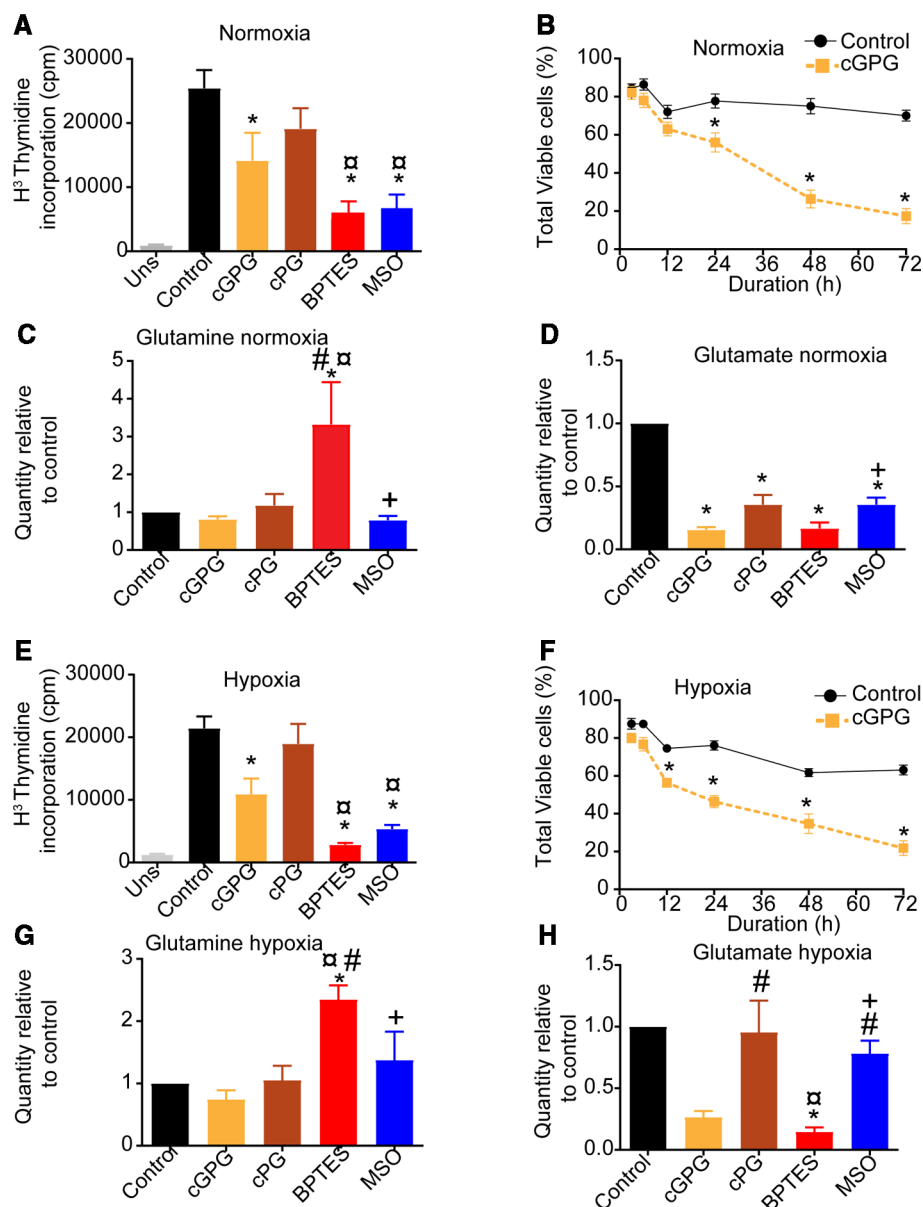 A
Normoxia
H³ Thymidine
incorporation (cpm)
30000
20000
10000
0
*
¤
*
¤
*
Uns
Control
cGPG
cPG
BPTES
MSO
B
Normoxia
Control
cGPG
Total Viable cells (%)
100
80
60
40
20
0
*
*
*
0 12 24 36 48 60 72
Duration (h)
C
Glutamine normoxia
Quantity relative
to control
5
4
3
2
1
0
# ¤
*
+
Control
cGPG
cPG
BPTES
MSO
D
Glutamate normoxia
Quantity relative
to control
1.5
1.0
0.5
0.0
*
*
*
+
*
Control
cGPG
cPG
BPTES
MSO
E
Hypoxia
H³ Thymidine
incorporation (cpm)
30000
20000
10000
0
*
¤
*
¤
*
Uns
Control
cGPG
cPG
BPTES
MSO
F
Hypoxia
Control
cGPG
Total Viable cells (%)
100
80
60
40
20
0
*
*
*
*
0 12 24 36 48 60 72
Duration (h)
G
Glutamine hypoxia
Quantity relative
to control
3
2
1
0
¤ #
*
+
Control
cGPG
cPG
BPTES
MSO
H
Glutamate hypoxia
Quantity relative
to control
1.5
1.0
0.5
0.0
#
¤
*
+
#
Control
cGPG
cPG
BPTES
MSO